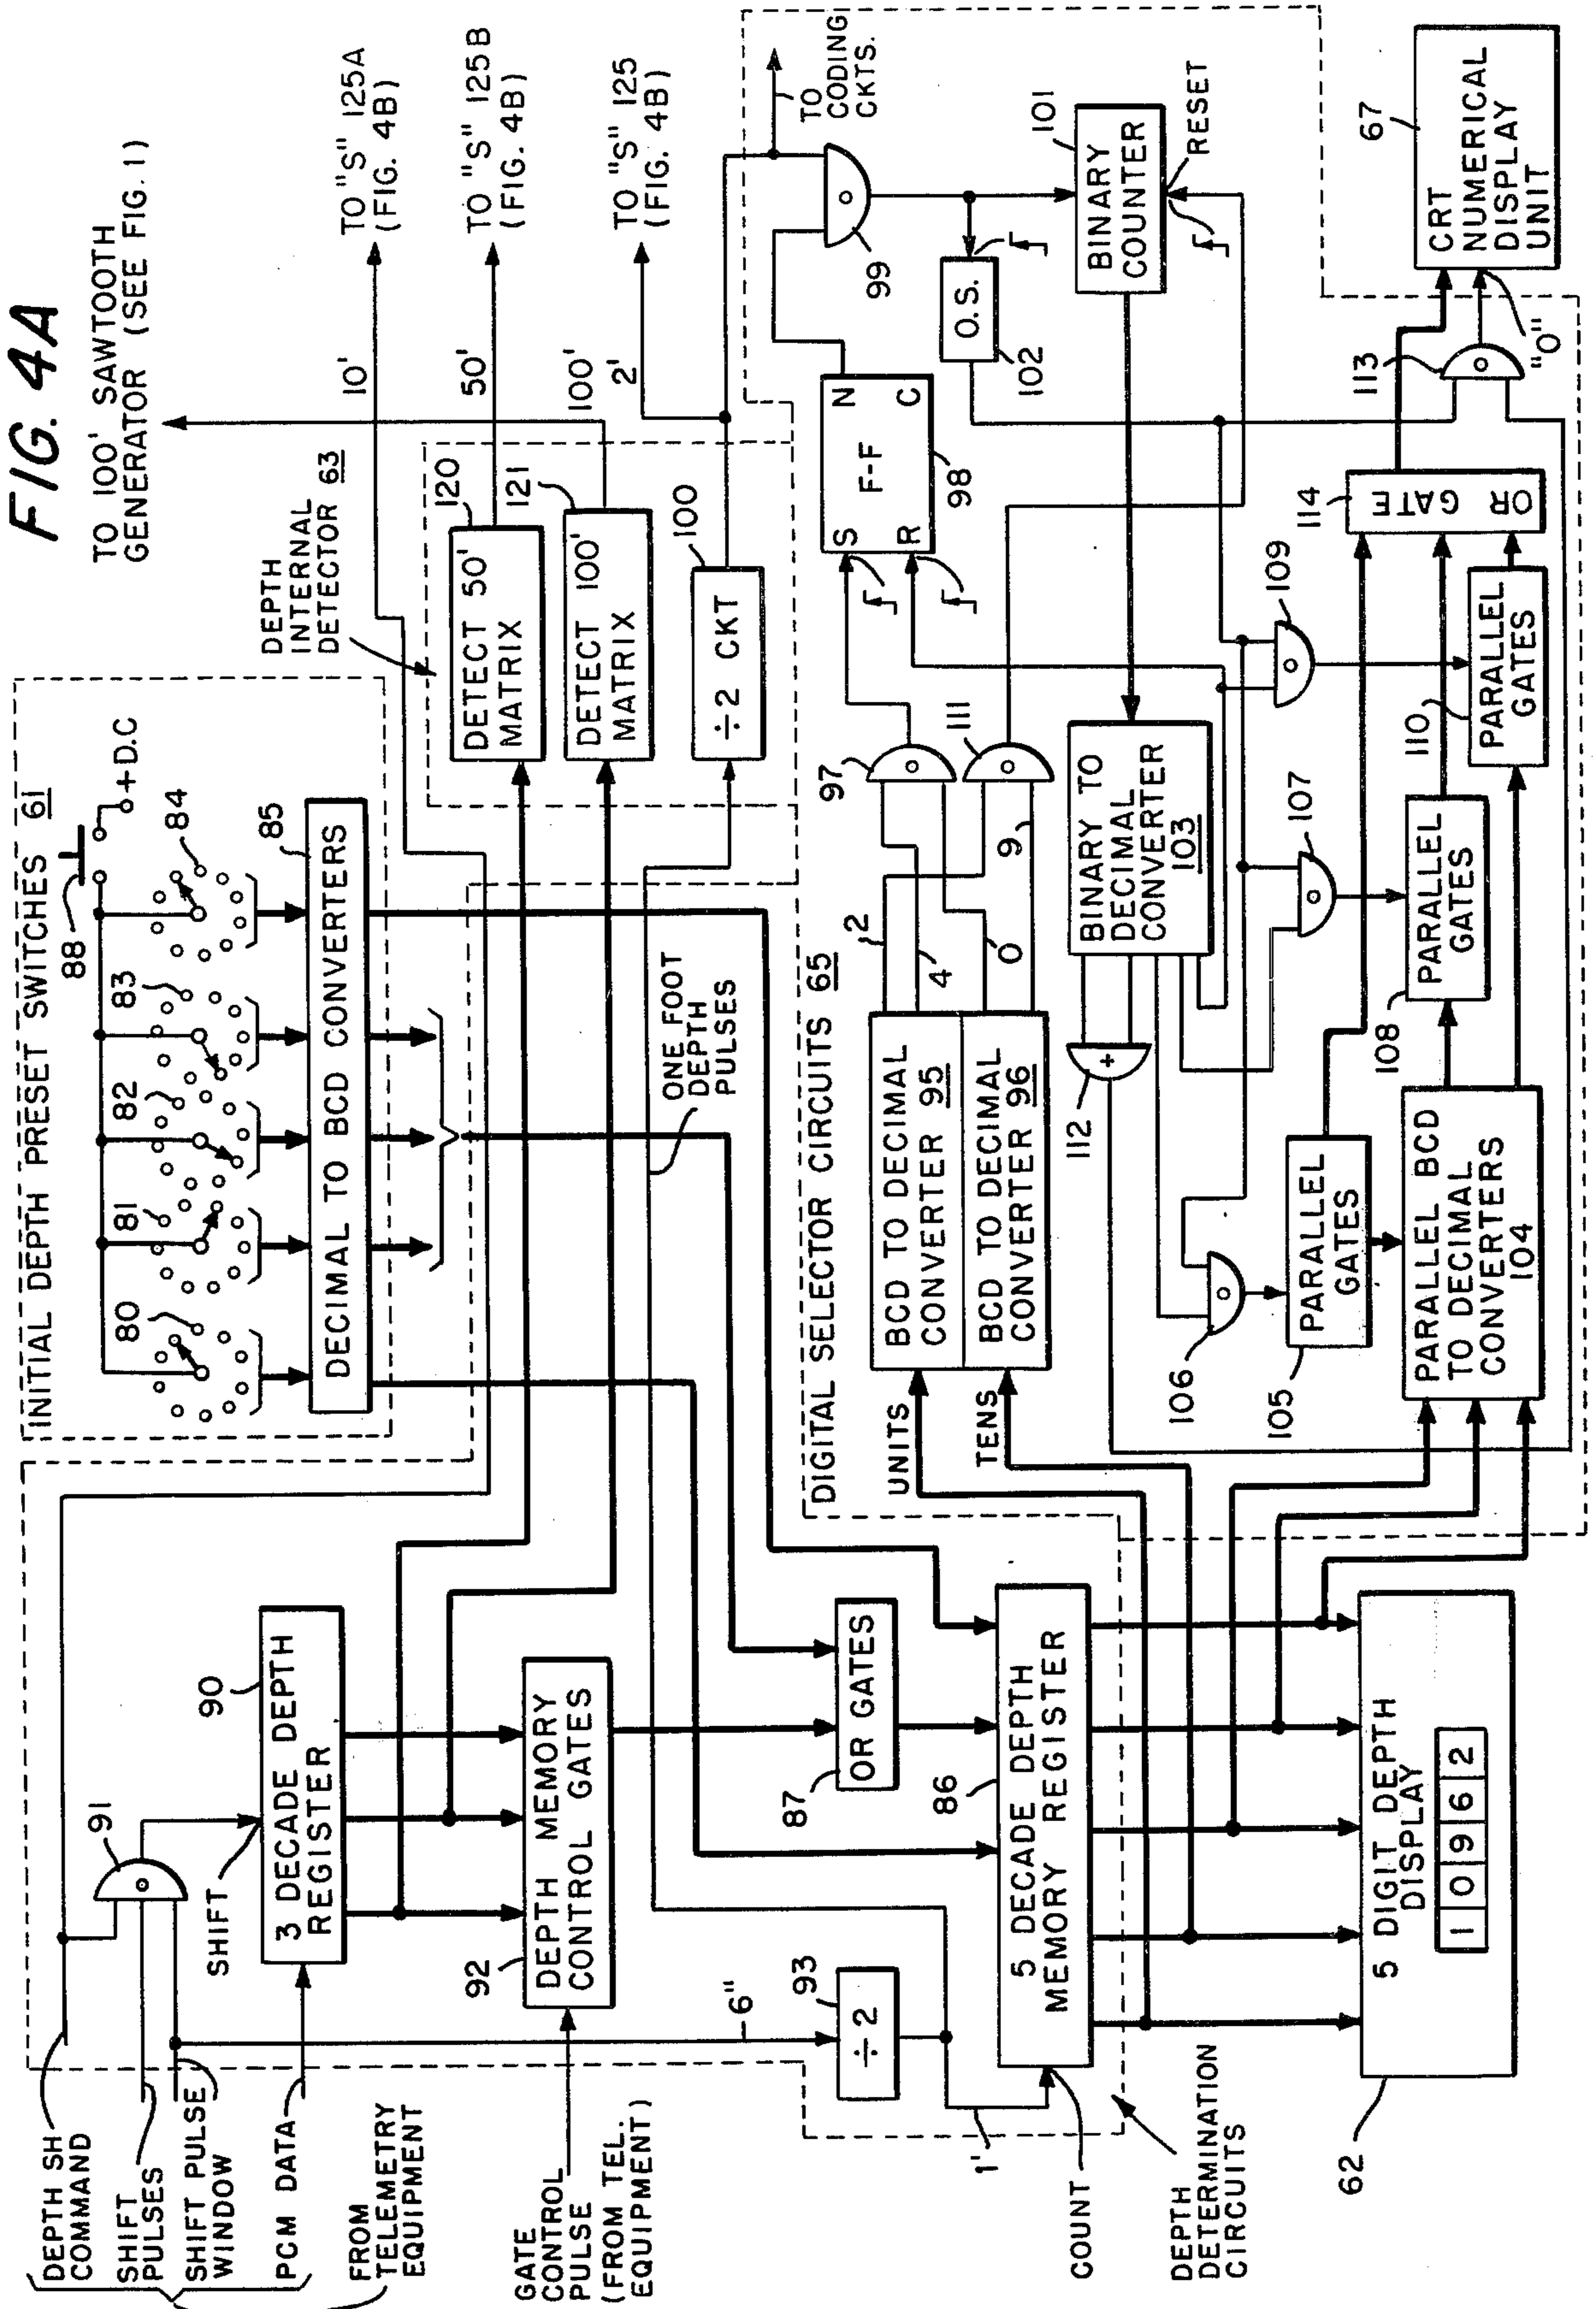 FIG. 4A
TO 100' SAWTOOTH
GENERATOR (SEE FIG. 1)
INITIAL DEPTH PRESET SWITCHES 61
88
+D.C
80
81
82
83
84
85
DECIMAL TO BCD CONVERTERS
DEPTH
INTERNAL
DETECTOR 63
10'
TO "S" 125A
(FIG. 4B)
120
DETECT 50'
MATRIX
50'
TO "S" 125B
(FIG. 4B)
121
DETECT 100'
MATRIX
100'
100
÷2 CKT
2'
TO "S" 125
(FIG. 4B)
DEPTH SH
COMMAND
SHIFT
PULSES
SHIFT PULSE
WINDOW
PCM DATA
FROM
TELEMETRY
EQUIPMENT
91
SHIFT
90
3 DECADE DEPTH
REGISTER
92
DEPTH MEMORY
CONTROL GATES
GATE
CONTROL
PULSE
(FROM TEL.
EQUIPMENT)
6"
93
÷2
87
OR GATES
ONE FOOT
DEPTH
PULSES
1'
COUNT
86
5 DECADE DEPTH
MEMORY REGISTER
DEPTH
DETERMINATION
CIRCUITS
62
5 DIGIT DEPTH
DISPLAY
1 0 9 6 2
DIGITAL SELECTOR CIRCUITS 65
UNITS
TENS
BCD TO DECIMAL
CONVERTER 95
BCD TO DECIMAL
CONVERTER 96
2
4
0
9
97
111
S
R
F-F
N
C
98
99
TO
CODING
CKTS.
O.S.
102
101
BINARY
COUNTER
RESET
BINARY TO
DECIMAL
CONVERTER
103
112
+
106
105
PARALLEL
GATES
107
108
PARALLEL
GATES
109
110
PARALLEL
GATES
PARALLEL BCD
TO DECIMAL
CONVERTERS
104
114
OR GATE
113
"0"
67
CRT
NUMERICAL
DISPLAY
UNIT